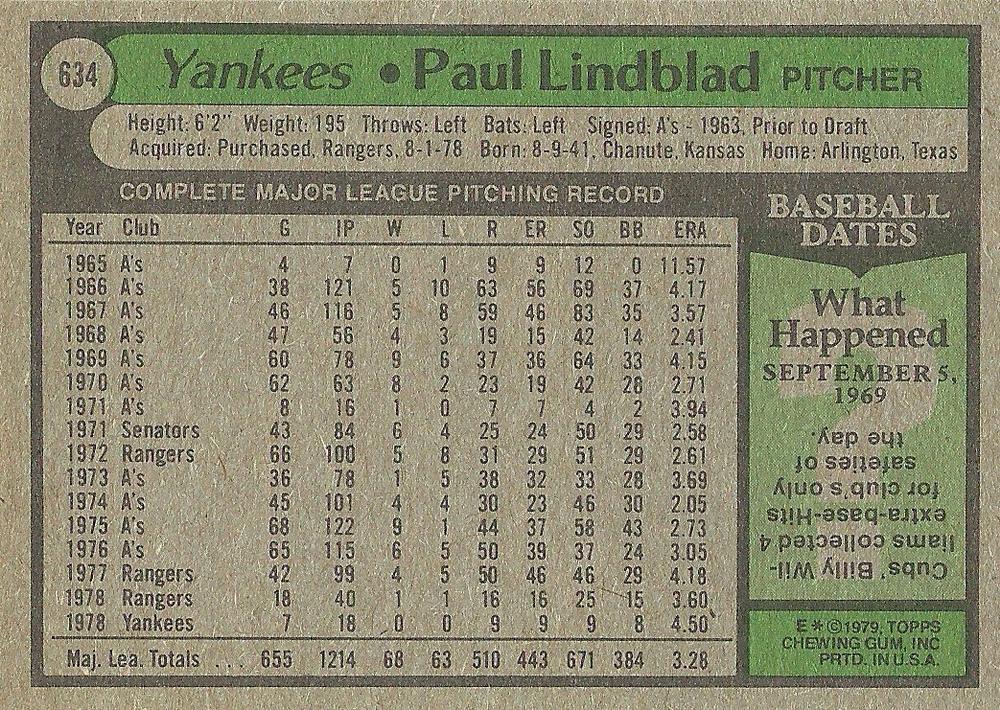 634
Yankees • Paul Lindblad PITCHER
Height: 6'2" Weight: 195 Throws: Left Bats: Left Signed: A's - 1963, Prior to Draft
Acquired: Purchased, Rangers, 8-1-78 Born: 8-9-41, Chanute, Kansas Home: Arlington, Texas
COMPLETE MAJOR LEAGUE PITCHING RECORD
Year Club G IP W L R ER SO BB ERA
1965 A's 4 7 0 1 9 9 12 0 11.57
1966 A's 38 121 5 10 63 56 69 37 4.17
1967 A's 46 116 5 8 59 46 83 35 3.57
1968 A's 47 56 4 3 19 15 42 14 2.41
1969 A's 60 78 9 6 37 36 64 33 4.15
1970 A's 62 63 8 2 23 19 42 28 2.71
1971 A's 8 16 1 0 7 7 4 2 3.94
1971 Senators 43 84 6 4 25 24 50 29 2.58
1972 Rangers 66 100 5 8 31 29 51 29 2.61
1973 A's 36 78 1 5 38 32 33 28 3.69
1974 A's 45 101 4 4 30 23 46 30 2.05
1975 A's 68 122 9 1 44 37 58 43 2.73
1976 A's 65 115 6 5 50 39 37 24 3.05
1977 Rangers 42 99 4 5 50 46 46 29 4.18
1978 Rangers 18 40 1 1 16 16 25 15 3.60
1978 Yankees 7 18 0 0 9 9 9 8 4.50
Maj. Lea. Totals ... 655 1214 68 63 510 443 671 384 3.28
BASEBALL
DATES
What
Happened
SEPTEMBER 5,
1969
Cubs' Billy Wil-
liams collected 4
extra-base-Hits
for club's only
safeties of
the day.
E*©1979, TOPPS
CHEWING GUM, INC
PRTD. IN U.S.A.